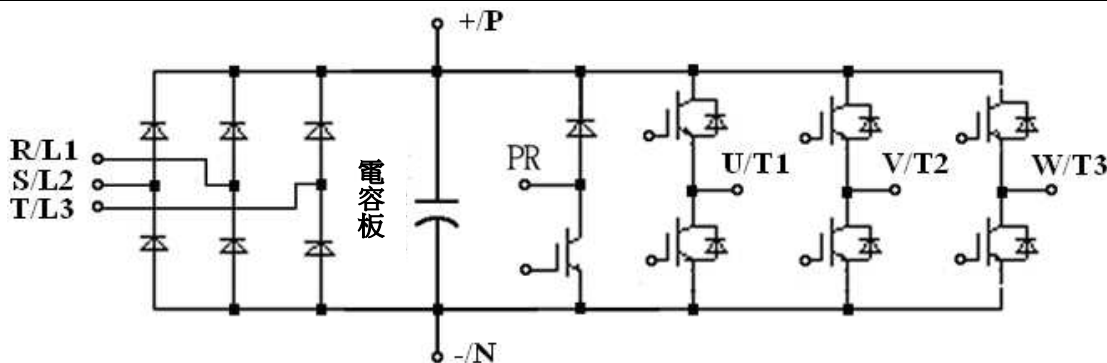 +/P
R/L1
S/L2
T/L3
電容板
PR
U/T1
V/T2
W/T3
-/N